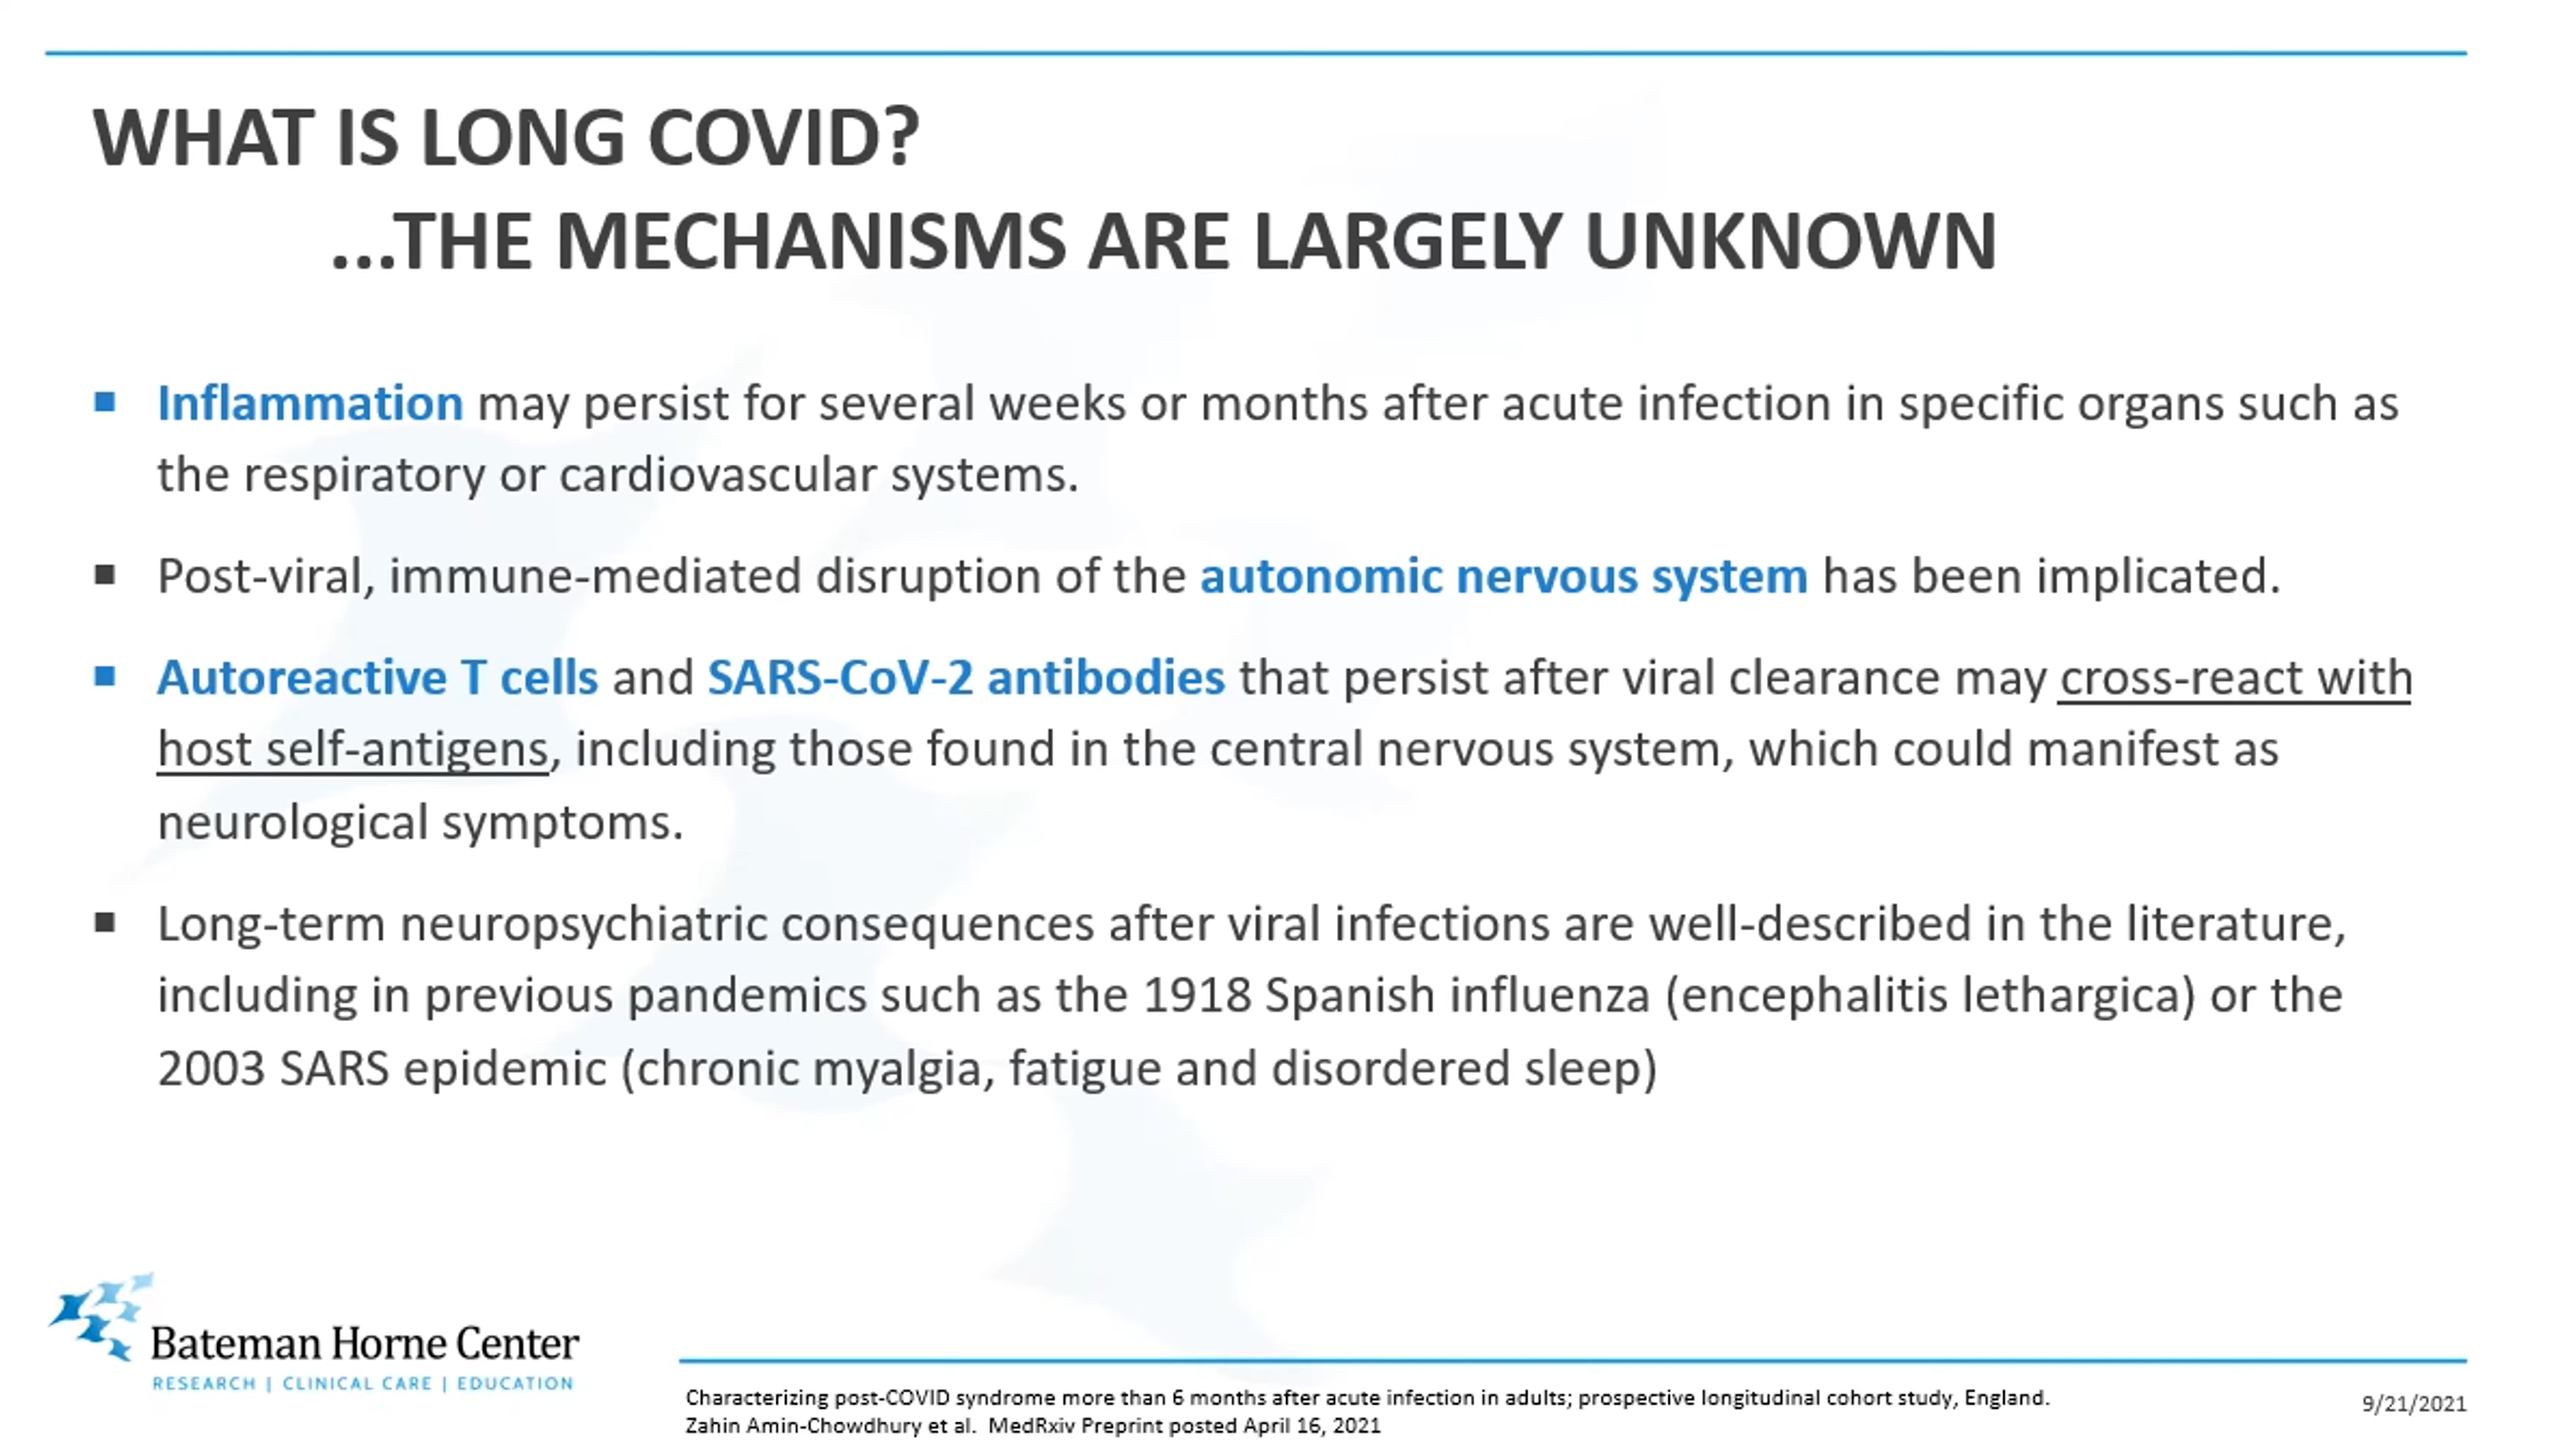 WHAT IS LONG COVID?
...THE MECHANISMS ARE LARGELY UNKNOWN
▪ Inflammation may persist for several weeks or months after acute infection in specific organs such as
the respiratory or cardiovascular systems.
▪ Post-viral, immune-mediated disruption of the autonomic nervous system has been implicated.
▪ Autoreactive T cells and SARS-CoV-2 antibodies that persist after viral clearance may cross-react with
host self-antigens, including those found in the central nervous system, which could manifest as
neurological symptoms.
▪ Long-term neuropsychiatric consequences after viral infections are well-described in the literature,
including in previous pandemics such as the 1918 Spanish influenza (encephalitis lethargica) or the
2003 SARS epidemic (chronic myalgia, fatigue and disordered sleep)
Bateman Horne Center
RESEARCH | CLINICAL CARE | EDUCATION
Characterizing post-COVID syndrome more than 6 months after acute infection in adults; prospective longitudinal cohort study, England.
Zahin Amin-Chowdhury et al. MedRxiv Preprint posted April 16, 2021
9/21/2021